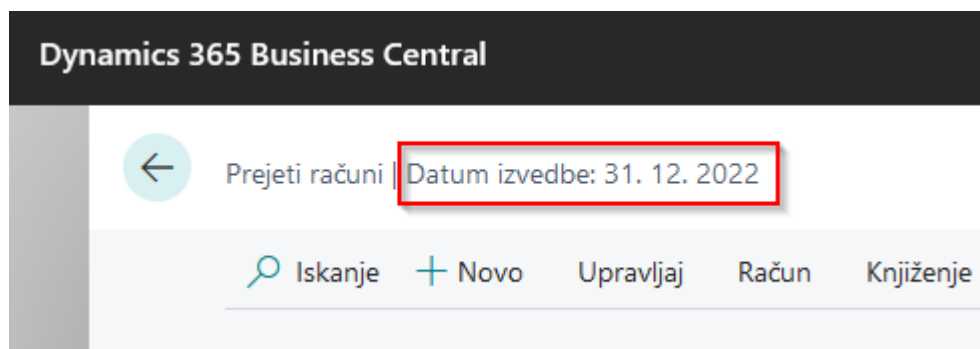 Dynamics 365 Business Central
Prejeti računi | Datum izvedbe: 31. 12. 2022
Iskanje + Novo Upravljaj Račun Knjiženje